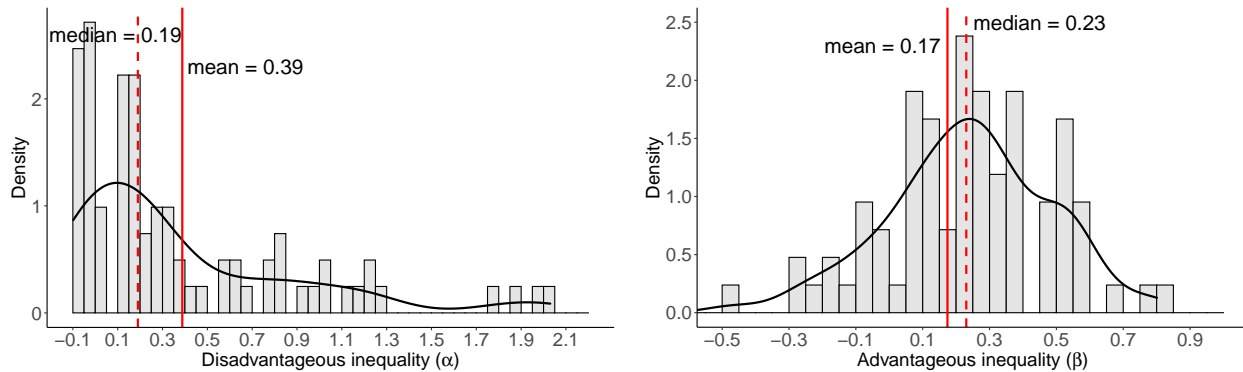 median = 0.19
mean = 0.39
2
1
0
Density
−0.1 0.1 0.3 0.5 0.7 0.9 1.1 1.3 1.5 1.7 1.9 2.1
Disadvantageous inequality (α)
mean = 0.17
median = 0.23
2.5
2.0
1.5
1.0
0.5
0.0
Density
−0.5 −0.3 −0.1 0.1 0.3 0.5 0.7 0.9
Advantageous inequality (β)